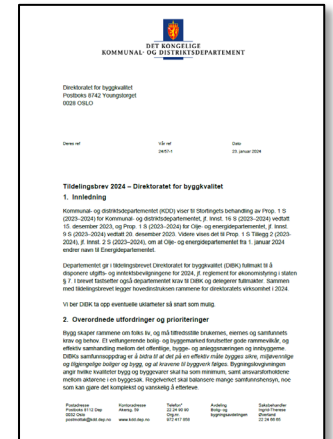 DET KONGELIGE
KOMMUNAL- OG DISTRIKTSDEPARTEMENT
Direktoratet for byggkvalitet
Postboks 8742 Youngstorget
0028 OSLO
Deres ref
Vår ref
Dato
24/57-1
23. januar 2024
Tildelingsbrev 2024 – Direktoratet for byggkvalitet
1. Innledning
Kommunal- og distriktsdepartementet (KDD) viser til Stortingets behandling av Prop. 1 S
(2023–2024) for Kommunal- og distriktsdepartementet, jf. Innst. 16 S (2023–2024) vedtatt
15. desember 2023, og Prop. 1 S (2023–2024) for Olje- og energidepartementet, jf. Innst.
9 S (2023–2024) vedtatt 20. desember 2023. Videre vises det til Prop. 1 S Tillegg 2 (2023-
2024), jf. Innst. 2 S (2023–2024), om at Olje- og energidepartementet fra 1. januar 2024
endrer navn til Energidepartementet.
Departementet gir i tildelingsbrevet Direktoratet for byggkvalitet (DiBK) fullmakt til å
disponere utgifts- og inntektsbevilgningene for 2024, jf. reglement for økonomistyring i staten
§ 7. I brevet fastsetter også departementet krav til DiBK og delegerer fullmakter. Sammen
med tildelingsbrevet legger hovedinstruksen rammene for direktoratets virksomhet i 2024.
Vi ber DiBK ta opp eventuelle uklarheter så snart som mulig.
2. Overordnede utfordringer og prioriteringer
Bygg skaper rammene om folks liv, og må tilfredsstille brukernes, eiernes og samfunnets
krav og behov. Et velfungerende bolig- og byggemarked forutsetter gode rammevilkår, og
effektiv samhandling mellom det offentlige, bygge- og anleggsnæringen og innbyggerne.
DiBKs samfunnsoppdrag er å bidra til at det på en effektiv måte bygges sikre, miljøvennlige
og tilgjengelige boliger og bygg, og at kravene til byggverk følges. Bygningslovgivningen
angir hvilke kvaliteter bygg og byggevarer skal ha som minimum, samt ansvarsforholdene
mellom aktørene i en byggesak. Regelverket skal balansere mange samfunnshensyn, noe
som kan gjøre det komplekst og vanskelig å etterleve.
Postadresse
Postboks 8112 Dep
0032 Oslo
postmottak@kdd.dep.no
Kontoradresse
Akersg. 59
www.kdd.dep.no
Telefon*
22 24 90 90
Org.nr.
972 417 858
Avdeling
Bolig- og
bygningsavdelingen
Saksbehandler
Ingrid-Therese
Øverland